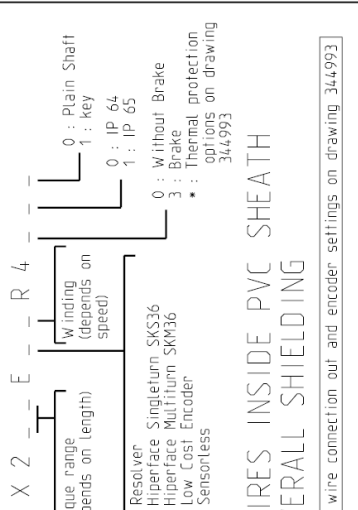 X 2 _ _ E _ _ R 4 _ _ _
0 : Plain Shaft
1 : key
0 : IP 64
1 : IP 65
0 : Without Brake
3 : Brake
* : Thermal protection
options on drawing
344993
Winding
(depends on
speed)
que range
pends on length)
Resolver
Hiperface Singleturn SKS36
Hiperface Multiturn SKM36
Low Cost Encoder
Sensorless
IRES INSIDE PVC SHEATH
ERALL SHIELDING
wire connection out and encoder settings on drawing 344993